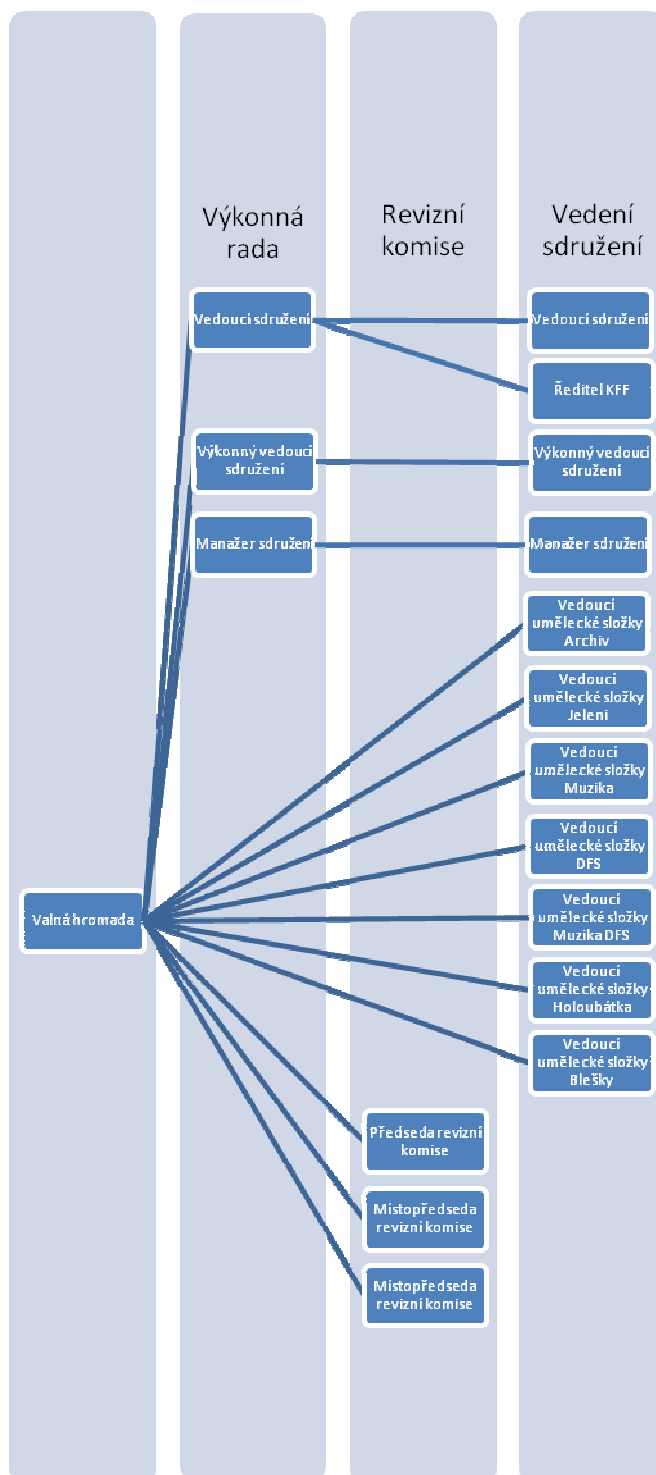 Výkonná
rada
Revizní
komise
Vedení
sdružení
Vedoucí sdružení
Vedoucí sdružení
Ředitel KFF
Výkonný vedoucí
sdružení
Výkonný vedoucí
sdružení
Manažer sdružení
Manažer sdružení
Vedoucí
umělecké složky
Archiv
Vedoucí
umělecké složky
Jeleni
Vedoucí
umělecké složky
Muzika
Vedoucí
umělecké složky
DFS
Valná hromada
Vedoucí
umělecké složky
Muzika DFS
Vedoucí
umělecké složky
Holoubátka
Vedoucí
umělecké složky
Blešky
Předseda revizní
komise
Místopředseda
revizní komise
Místopředseda
revizní komise